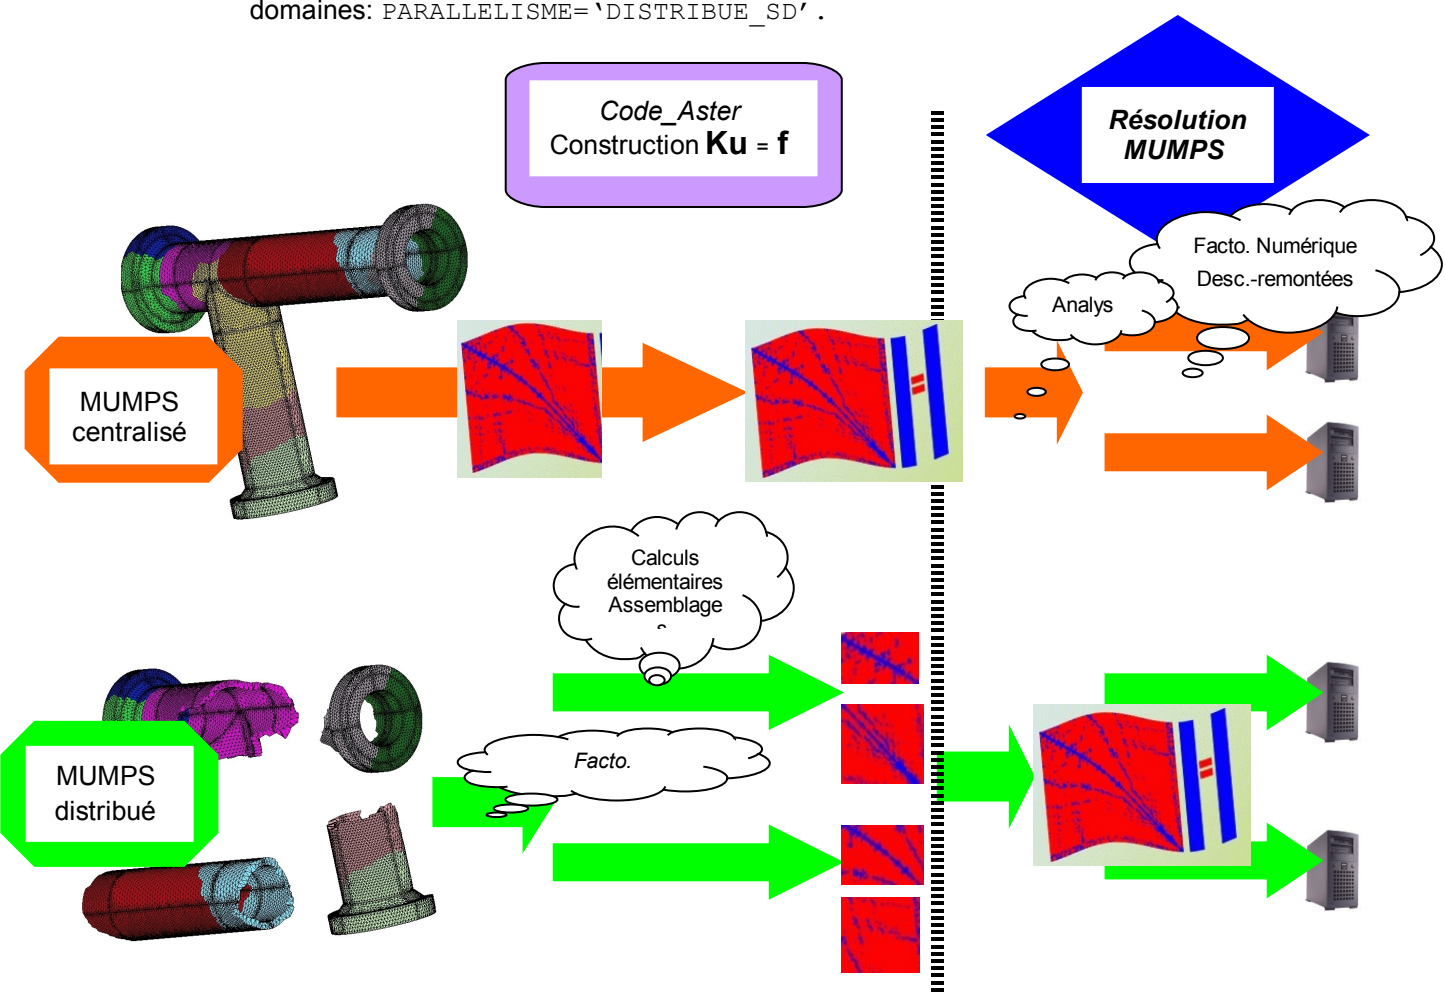 domaines: PARALLELISME=‘DISTRIBUE_SD’.
Code_Aster
Construction Ku = f
Résolution
MUMPS
Facto. Numérique
Desc.-remontées
Analys
MUMPS
centralisé
Calculs
élémentaires
Assemblage
Facto.
MUMPS
distribué